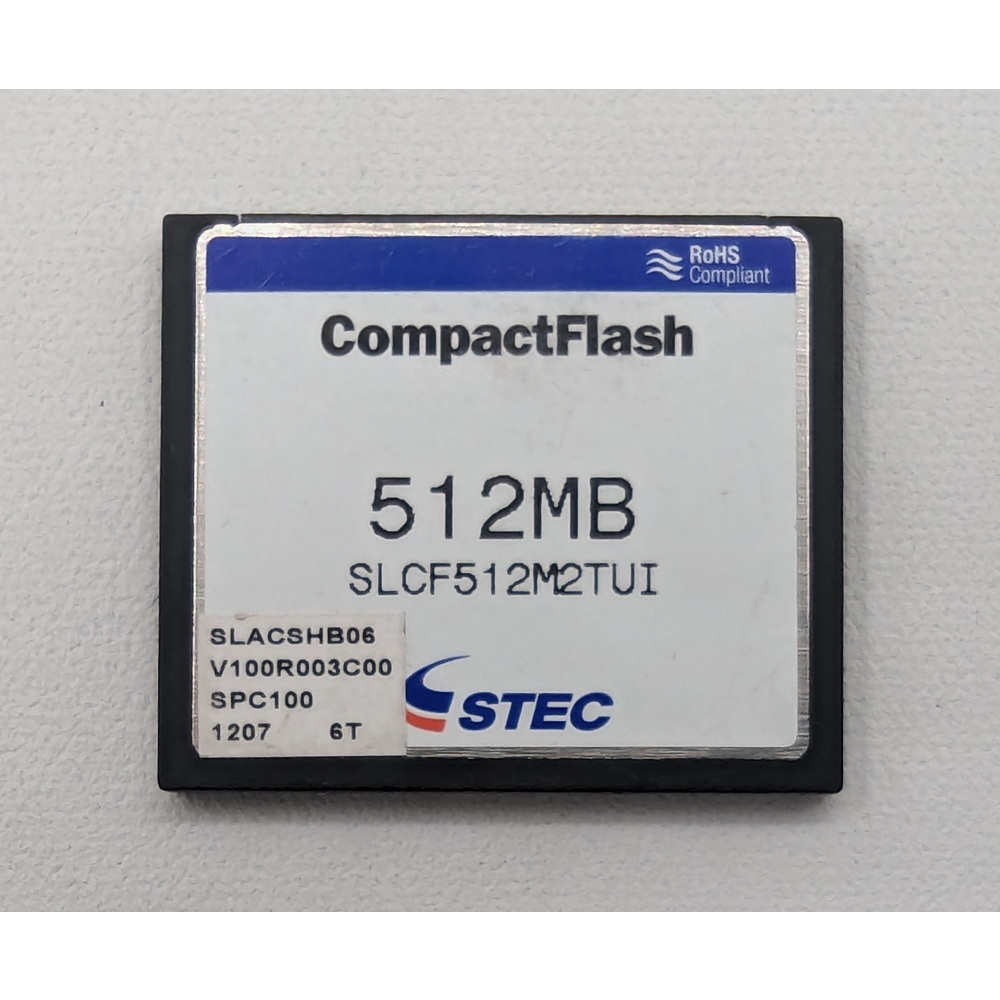 RoHS
Compliant
CompactFlash
512MB
SLCF512M2TUI
SLACSHB06
V100R003C00
SPC100
1207 6T
STEC